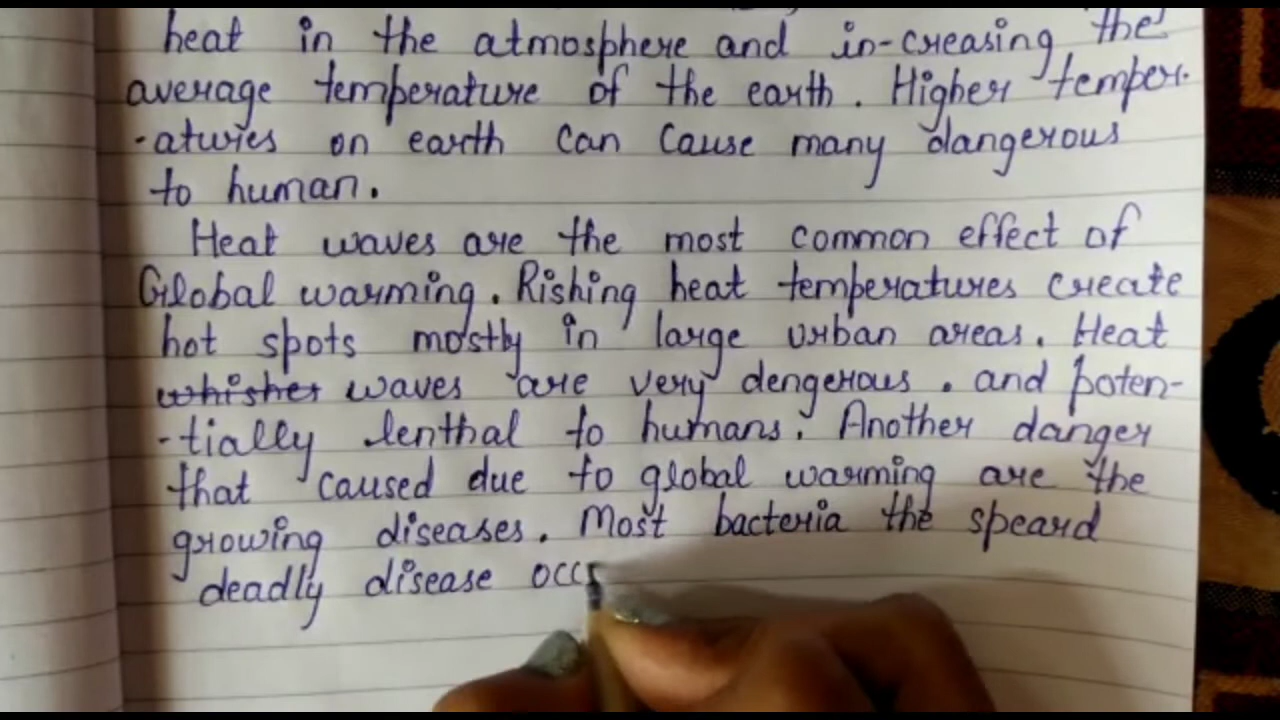 heat in the atmosphere and in-creasing the
average temperature of the earth. Higher temper-
-atures on earth can cause many dangerous
to human.
Heat waves are the most common effect of
Global warming. Rishing heat temperatures create
hot spots mostly in large urban areas. Heat
whisher waves are very dengerous. and poten-
-tially lenthal to humans. Another danger
that caused due to global warming are the
growing diseases. Most bacteria the speard
deadly disease occ